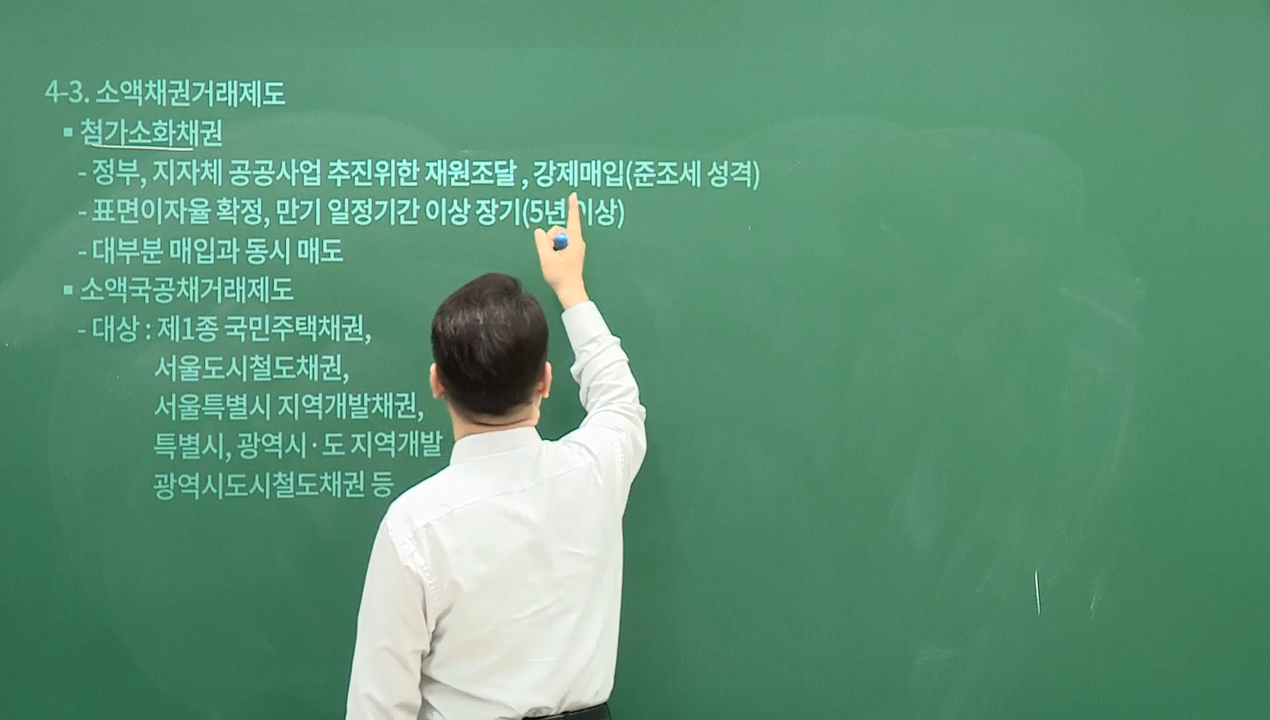 4-3. 소액채권거래제도
▪ 첨가소화채권
- 정부, 지자체 공공사업 추진위한 재원조달 , 강제매입(준조세 성격)
- 표면이자율 확정, 만기 일정기간 이상 장기(5년 이상)
- 대부분 매입과 동시 매도
▪ 소액국공채거래제도
- 대상 : 제1종 국민주택채권,
서울도시철도채권,
서울특별시 지역개발채권,
특별시, 광역시·도 지역개발
광역시도시철도채권 등